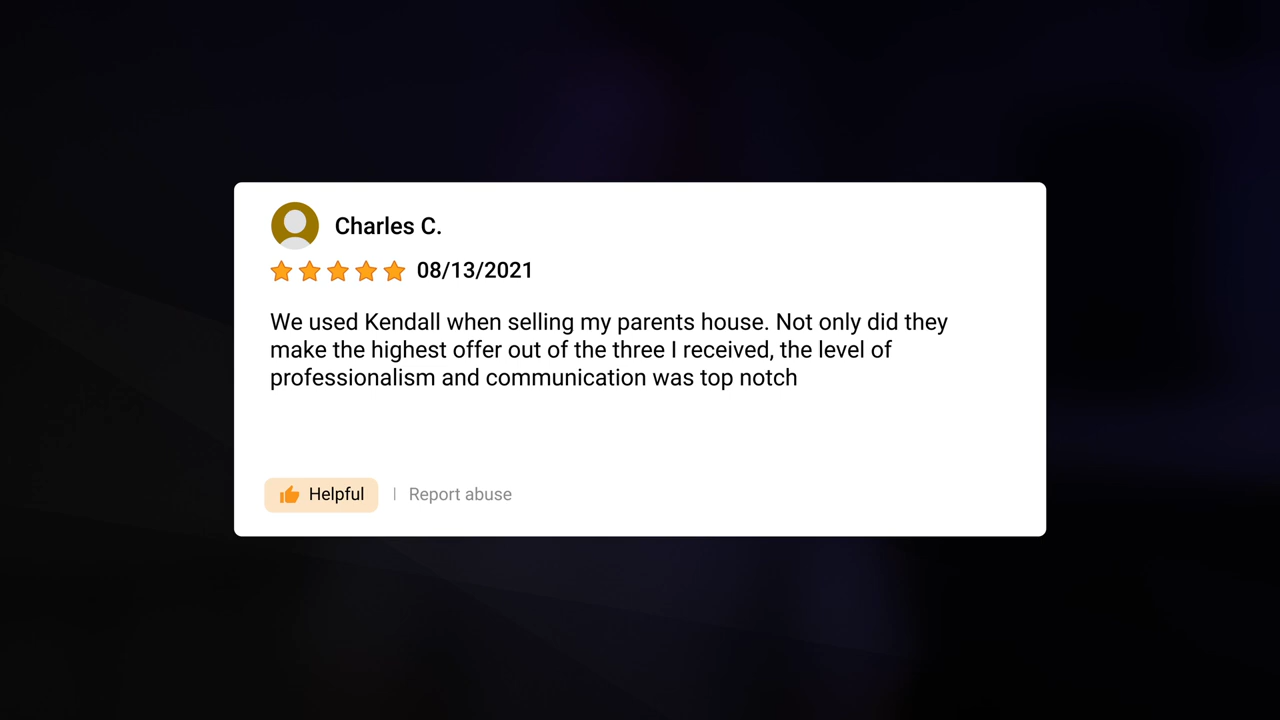 Charles C.
08/13/2021
We used Kendall when selling my parents house. Not only did they
make the highest offer out of the three I received, the level of
professionalism and communication was top notch
Helpful | Report abuse